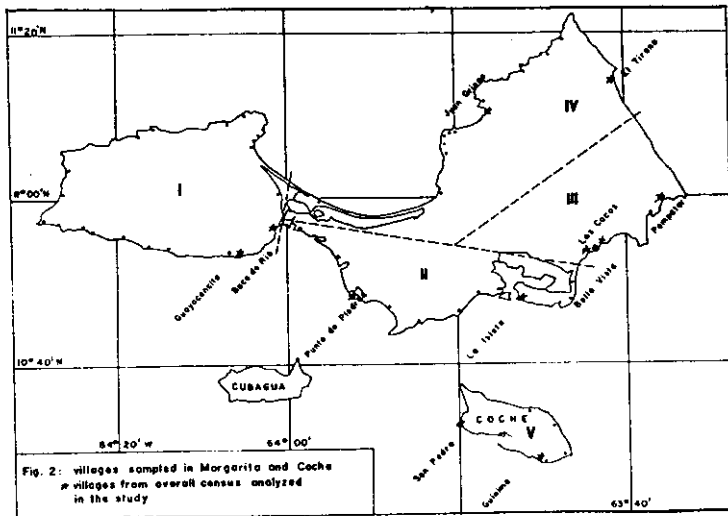 11° 20' N
Juan Griego
El Tirano
IV
I
11° 00' N
III
Los Cocos
Pampatar
Guayacancito
Boca de Rio
II
Bella Vista
Punta de Piedras
La Isleta
10° 40' N
CUBAGUA
COCHE
V
64° 20' W
64° 00'
San Pedro
Guinima
63° 40'
Fig. 2: villages sampled in Margarita and Coche
★ villages from overall census analyzed
in the study